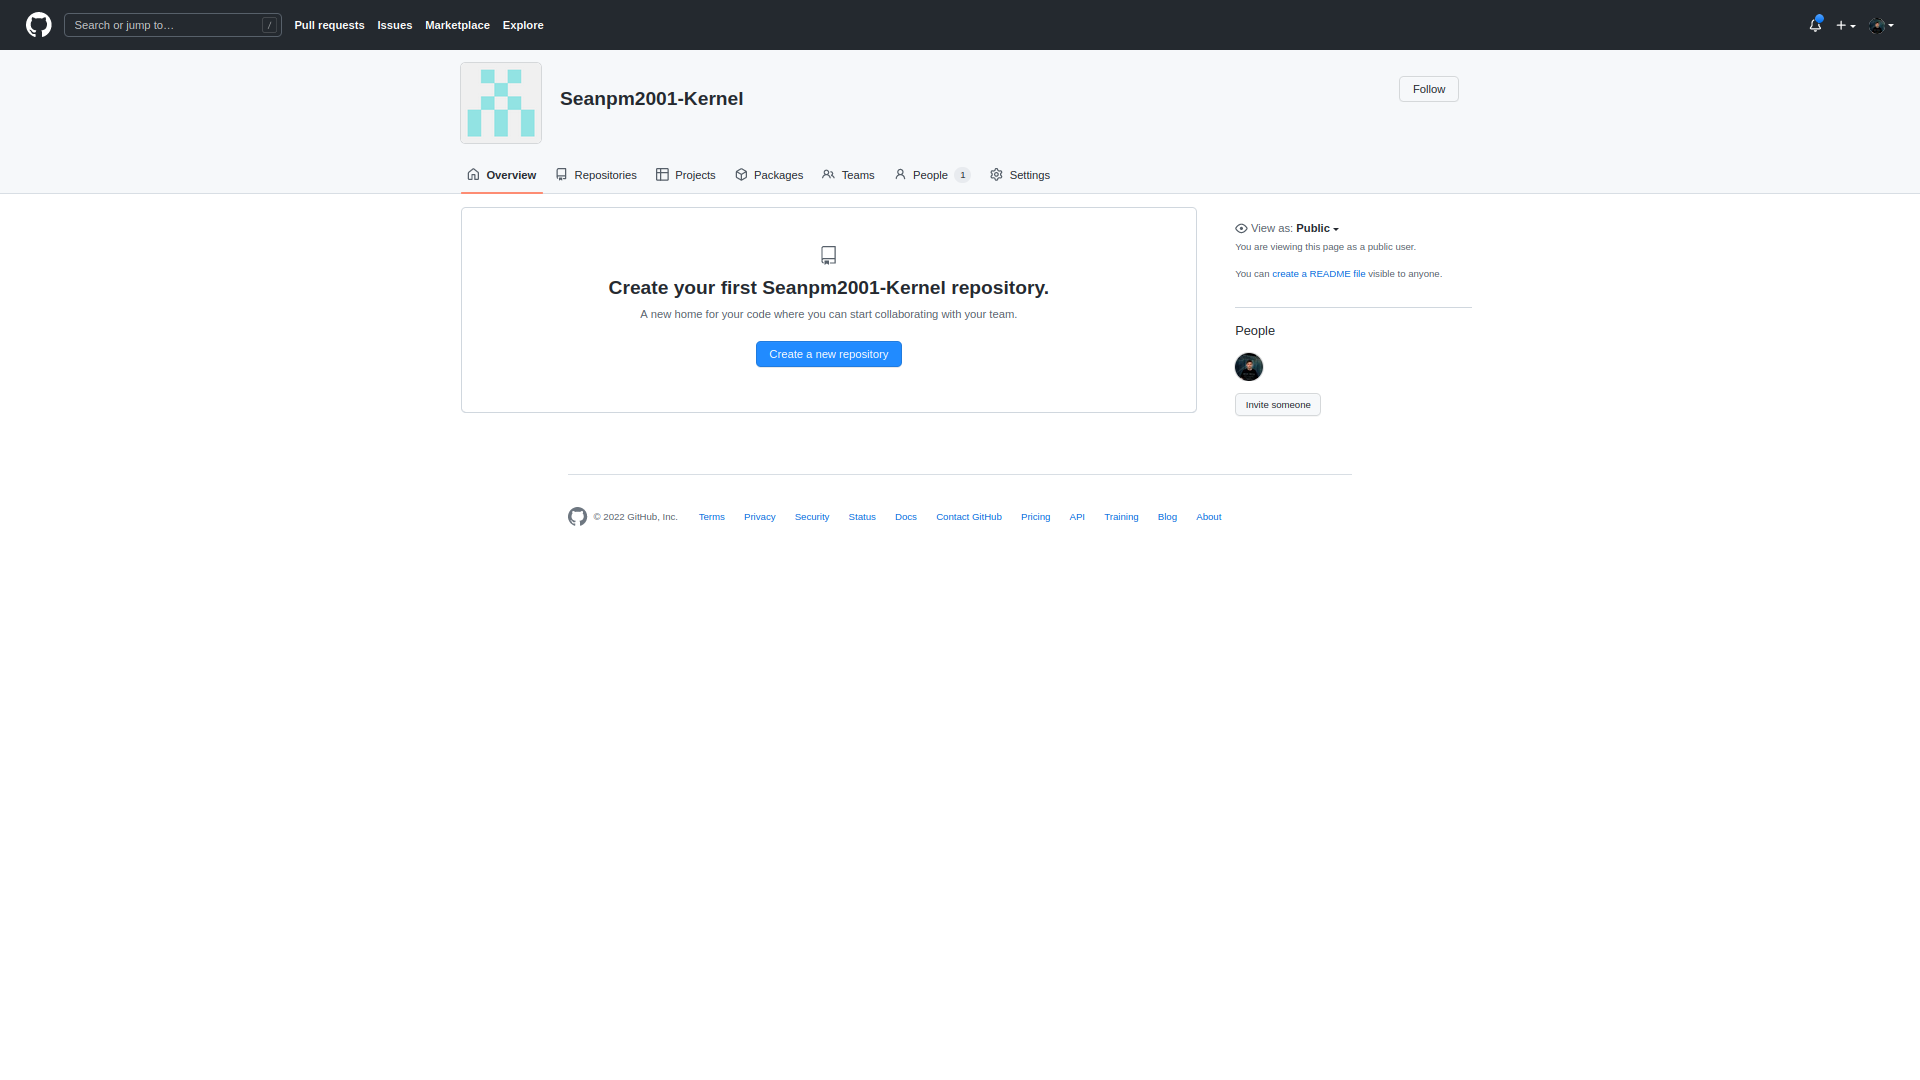 Search or jump to… /
Pull requests Issues Marketplace Explore
Seanpm2001-Kernel
Follow
Overview Repositories Projects Packages Teams People 1 Settings
Create your first Seanpm2001-Kernel repository.
A new home for your code where you can start collaborating with your team.
Create a new repository
View as: Public
You are viewing this page as a public user.
You can create a README file visible to anyone.
People
Invite someone
© 2022 GitHub, Inc. Terms Privacy Security Status Docs Contact GitHub Pricing API Training Blog About